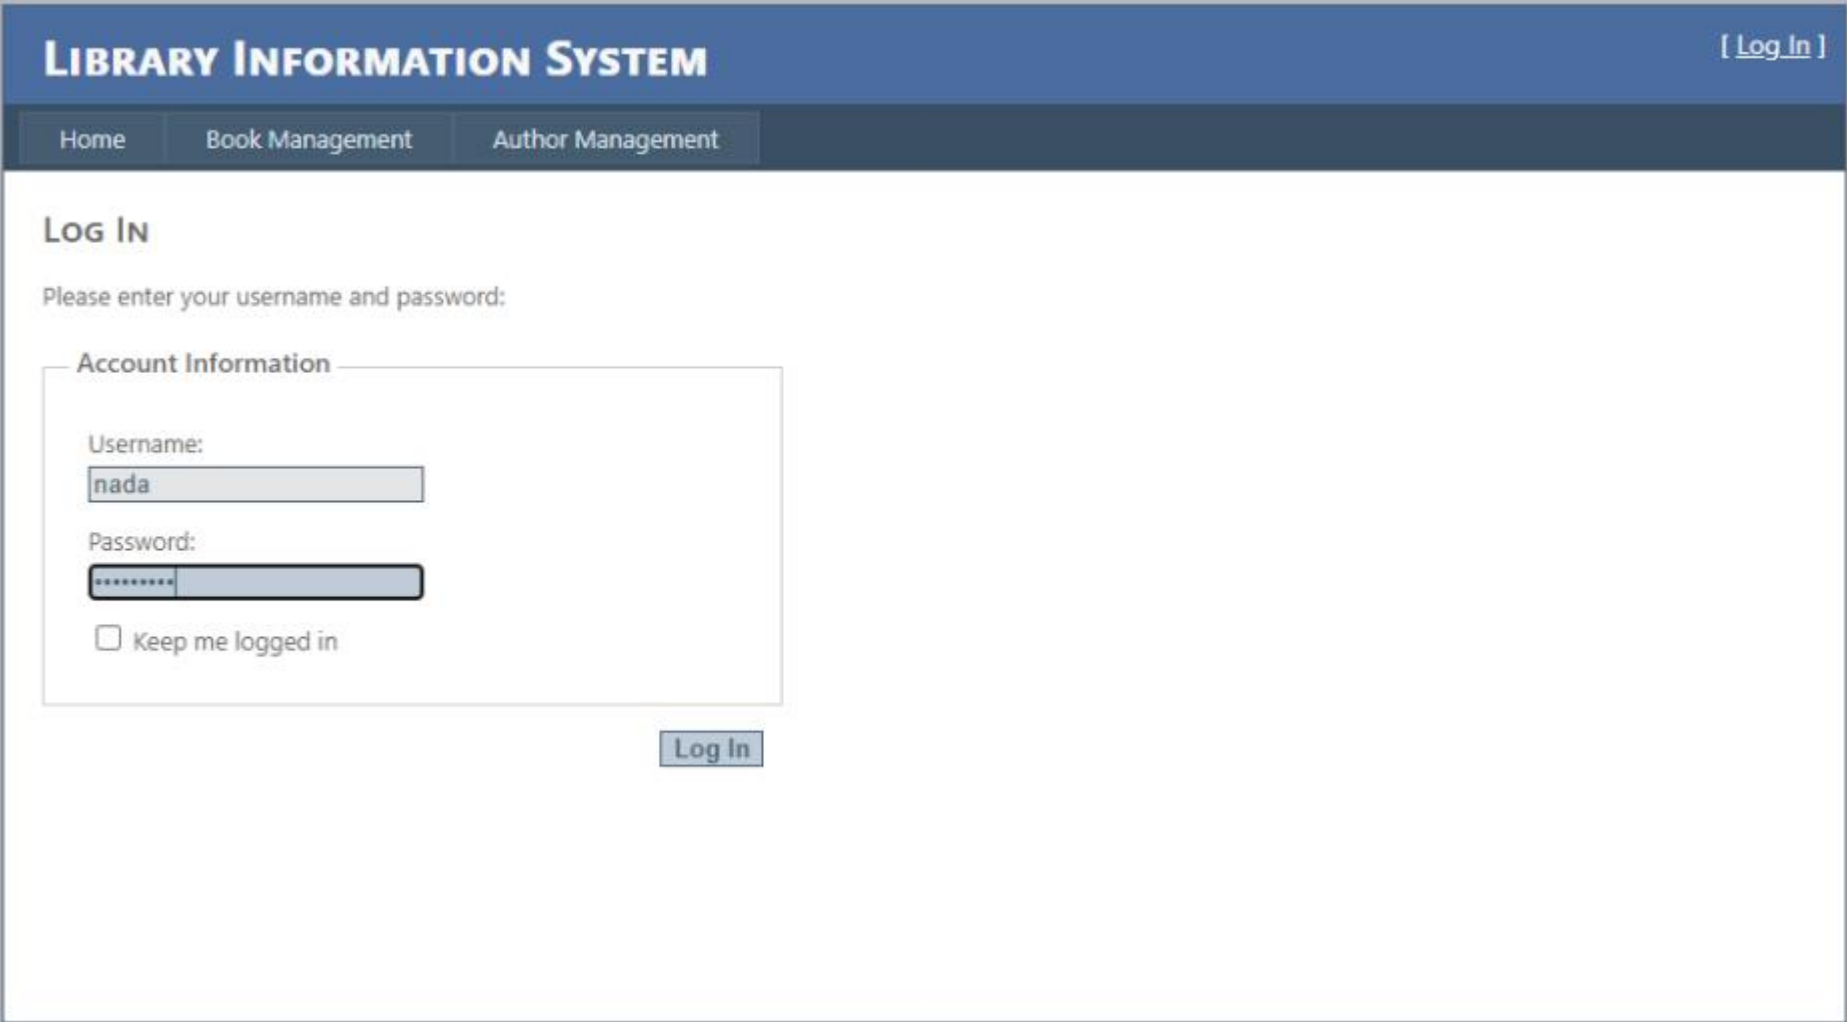 LIBRARY INFORMATION SYSTEM
[ Log In ]
Home Book Management Author Management
LOG IN
Please enter your username and password:
Account Information
Username:
nada
Password:
•••••••••
Keep me logged in
Log In